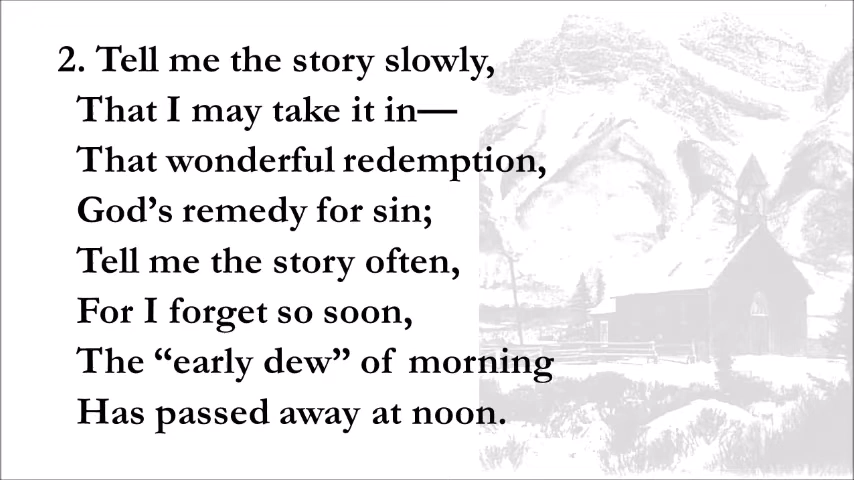 2. Tell me the story slowly,
That I may take it in—
That wonderful redemption,
God’s remedy for sin;
Tell me the story often,
For I forget so soon,
The “early dew” of morning
Has passed away at noon.